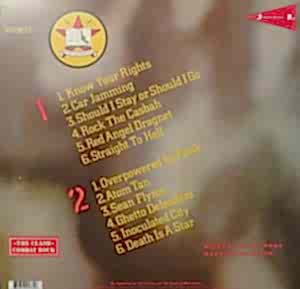 1
1. Know Your Rights
2. Car Jamming
3. Should I Stay or Should I Go
4. Rock The Casbah
5. Red Angel Dragnet
6. Straight To Hell
2
1. Overpowered By Funk
2. Atom Tan
3. Sean Flynn
4. Ghetto Defendant
5. Inoculated City
6. Death Is A Star
•THE CLASH•
COMBAT ROCK